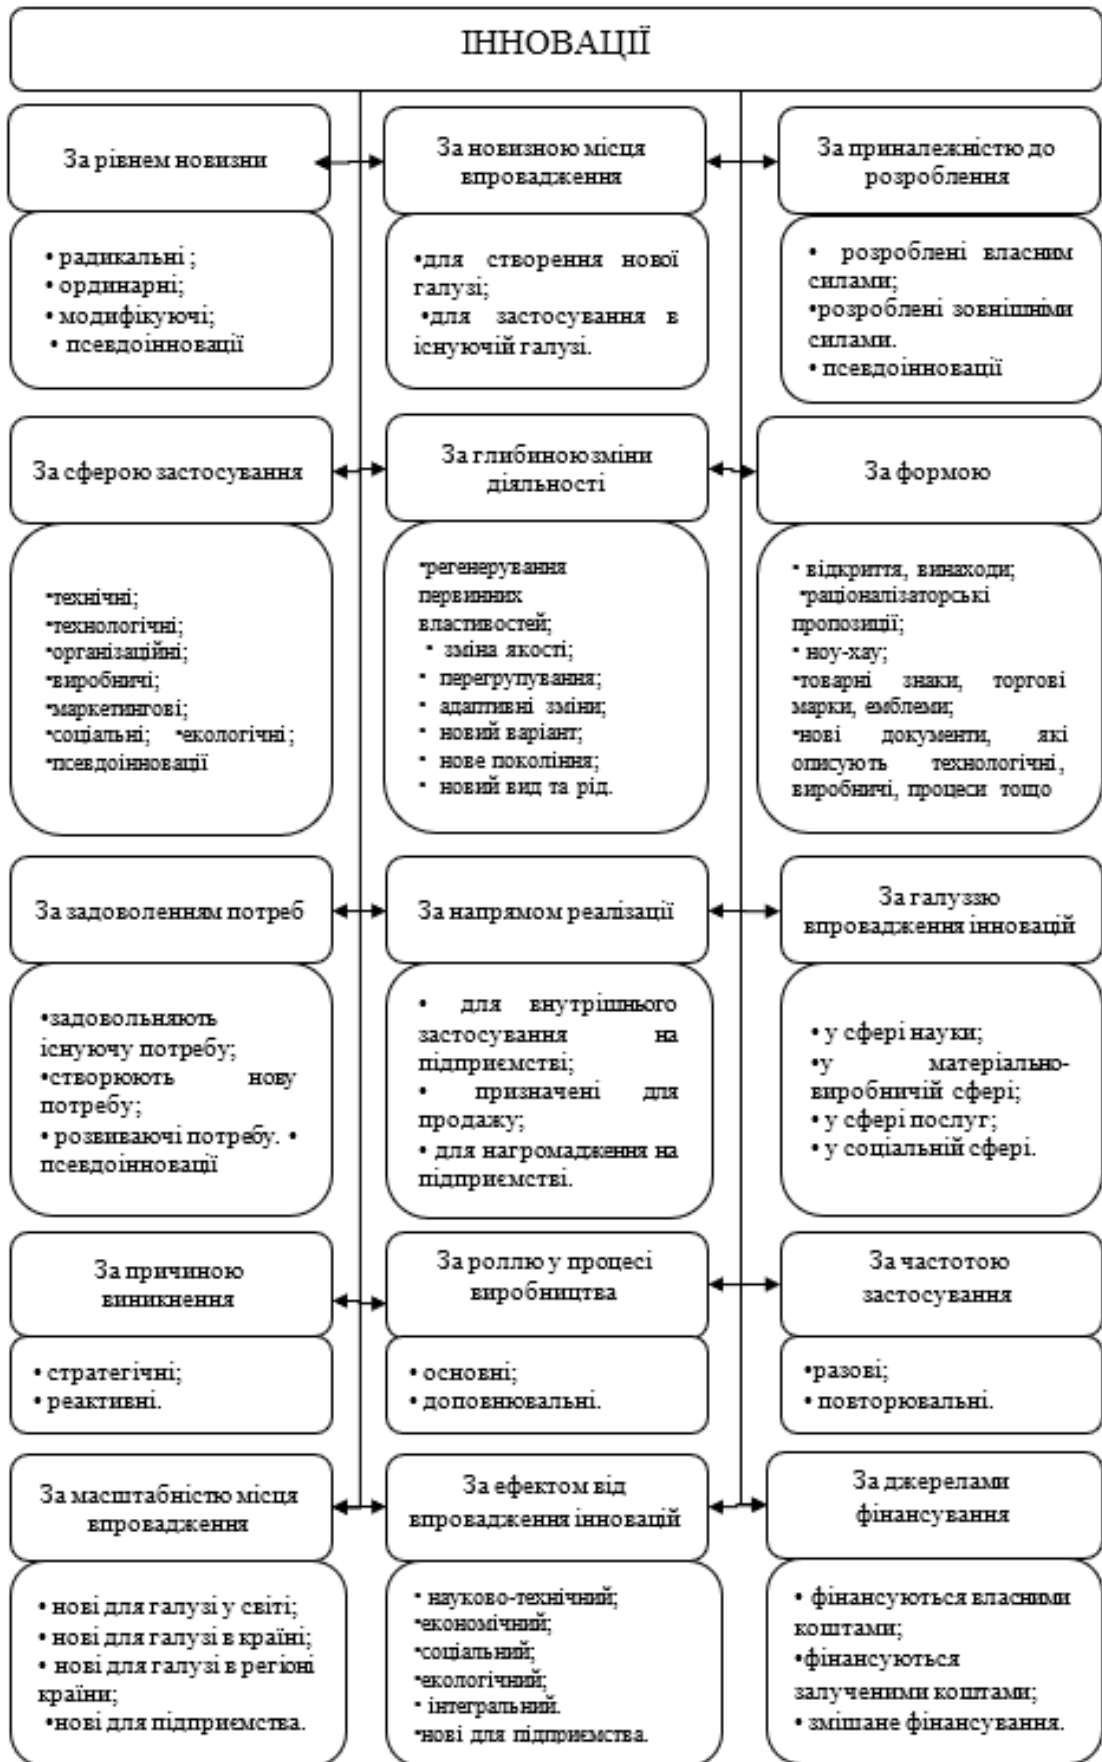 ІННОВАЦІЇ
За рівнем новизни
За новизною місця
впровадження
За приналежністю до
розроблення
• радикальні ;
• ординарні;
• модифікуючі;
• псевдоінновації
•для створення нової
галузі;
•для застосування в
існуючій галузі.
• розроблені власним
силами;
•розроблені зовнішніми
силами.
• псевдоінновації
За сферою застосування
За глибиноюзміни
діяльності
За формою
•технічні;
•технологічні;
•організаційні;
•виробничі;
•маркетингові;
•соціальні; •екологічні;
•псевдоінновації
•регенерування
первинних
властивостей;
• зміна якості;
• перегрупування;
• адаптивні зміни;
• новий варіант;
• нове покоління;
• новий вид та рід.
• відкриття, винаходи;
•раціоналізаторські
пропозиції;
• ноу-хау;
•товарні знаки, торгові
марки, емблеми;
•нові документи, які
описують технологічні,
виробничі, процеси тощо
За задоволенням потреб
За напрямом реалізації
За галуззю
впровадження інновацій
•задовольняють
існуючу потребу;
•створюють нову
потребу;
• розвиваючі потребу. •
псевдоінновації
• для внутрішнього
застосування на
підприємстві;
• призначені для
продажу;
• для нагромадження на
підприємстві.
• у сфері науки;
•у матеріально-
виробничій сфері;
• у сфері послуг;
• у соціальній сфері.
За причиною
виникнення
За роллю у процесі
виробництва
За частотою
застосування
• стратегічні;
• реактивні.
• основні;
• доповнювальні.
•разові;
• повторювальні.
За масштабністю місця
впровадження
За ефектом від
впровадження інновацій
За джерелами
фінансування
• нові для галузі у світі;
• нові для галузі в країні;
• нові для галузі в регіоні
країни;
•нові для підприємства.
• науково-технічний;
•економічний;
•соціальний;
•екологічний;
• інтегральний.
•нові для підприємства.
• фінансуються власними
коштами;
•фінансуються
залученими коштами;
• змішане фінансування.